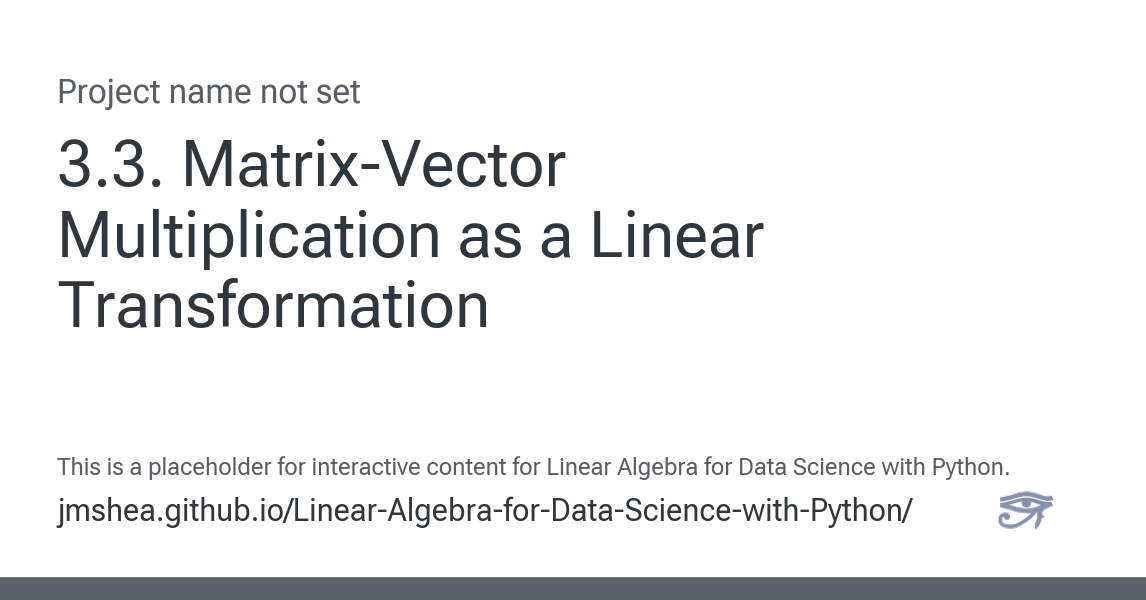 Project name not set
3.3. Matrix-Vector
Multiplication as a Linear
Transformation
This is a placeholder for interactive content for Linear Algebra for Data Science with Python.
jmshea.github.io/Linear-Algebra-for-Data-Science-with-Python/